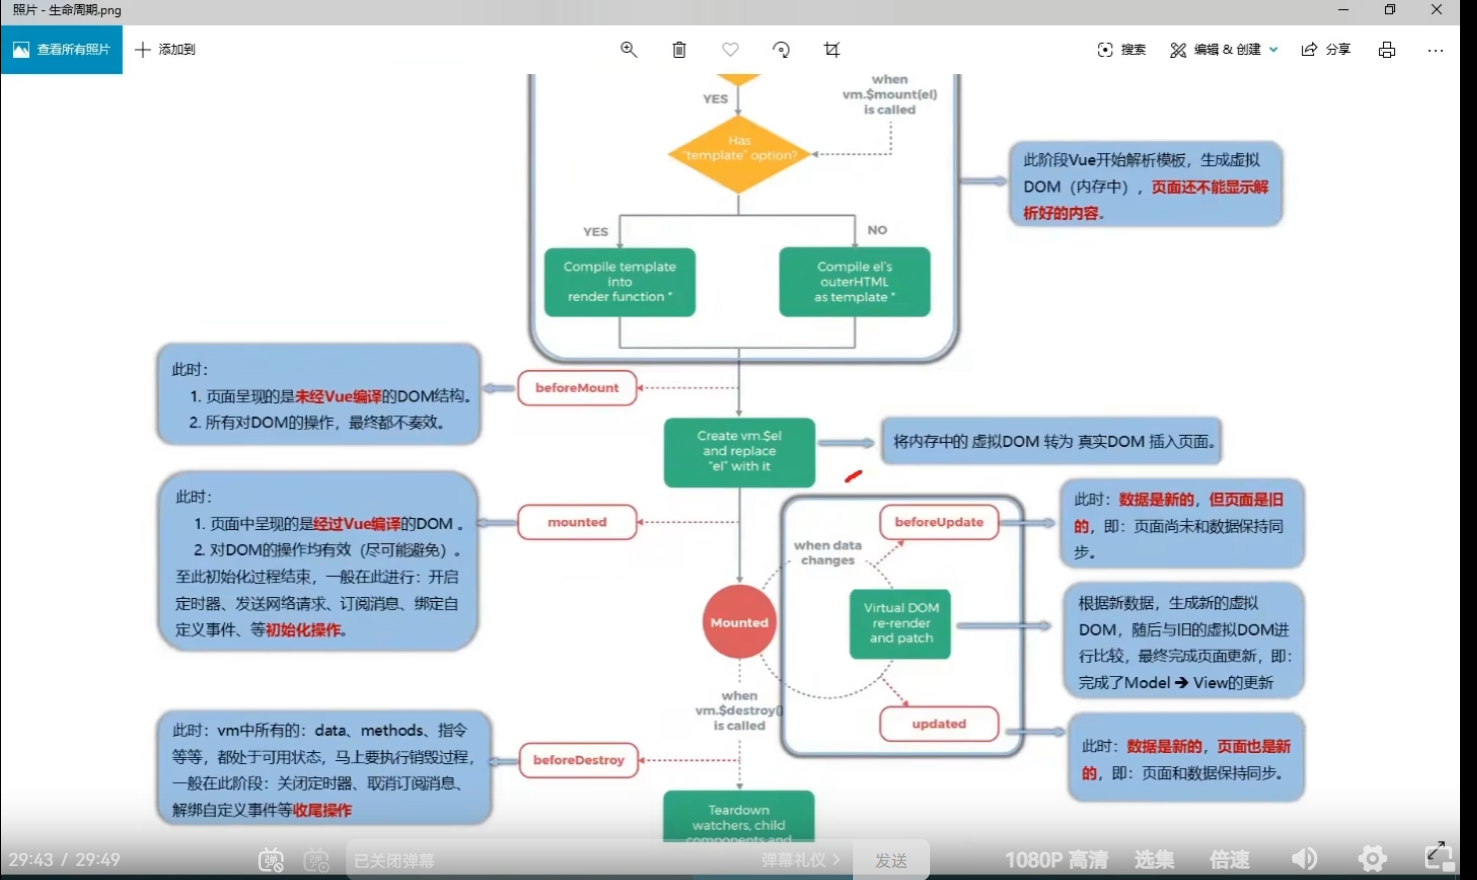 照片 - 生命周期.png
查看所有照片
添加到
搜索
编辑 & 创建
分享
when
vm.$mount(el)
is called
YES
Has
"template" option?
此阶段Vue开始解析模板，生成虚拟
DOM（内存中），页面还不能显示解
析好的内容。
YES
NO
Compile template
into
render function *
Compile el's
outerHTML
as template *
此时：
1. 页面呈现的是未经Vue编译的DOM结构。
2. 所有对DOM的操作，最终都不奏效。
beforeMount
Create vm.$el
and replace
"el" with it
将内存中的 虚拟DOM 转为 真实DOM 插入页面。
此时：
1. 页面中呈现的是经过Vue编译的DOM 。
2. 对DOM的操作均有效（尽可能避免）。
至此初始化过程结束，一般在此进行：开启
定时器、发送网络请求、订阅消息、绑定自
定义事件、等初始化操作。
mounted
beforeUpdate
此时：数据是新的，但页面是旧
的，即：页面尚未和数据保持同
步。
when data
changes
Mounted
Virtual DOM
re-render
and patch
根据新数据，生成新的虚拟
DOM，随后与旧的虚拟DOM进
行比较，最终完成页面更新，即：
完成了Model ➔ View的更新
when
vm.$destroy()
is called
updated
此时：数据是新的，页面也是新
的，即：页面和数据保持同步。
此时：vm中所有的：data、methods、指令
等等，都处于可用状态，马上要执行销毁过程，
一般在此阶段：关闭定时器、取消订阅消息、
解绑自定义事件等收尾操作
beforeDestroy
Teardown
watchers, child
components and
29:43 / 29:49
已关闭弹幕
弹幕礼仪 >
发送
1080P 高清
选集
倍速